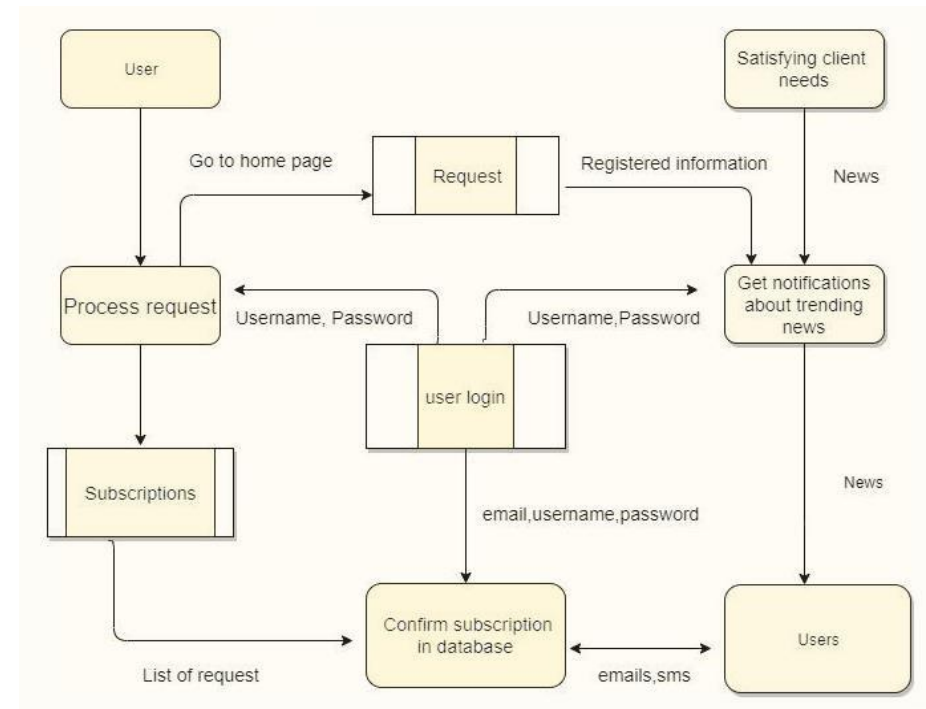 User
Satisfying client
needs
Go to home page
Request
Registered information
News
Process request
Get notifications
about trending
news
Username, Password
Username,Password
user login
Subscriptions
News
email,username,password
Confirm subscription
in database
Users
List of request
emails,sms